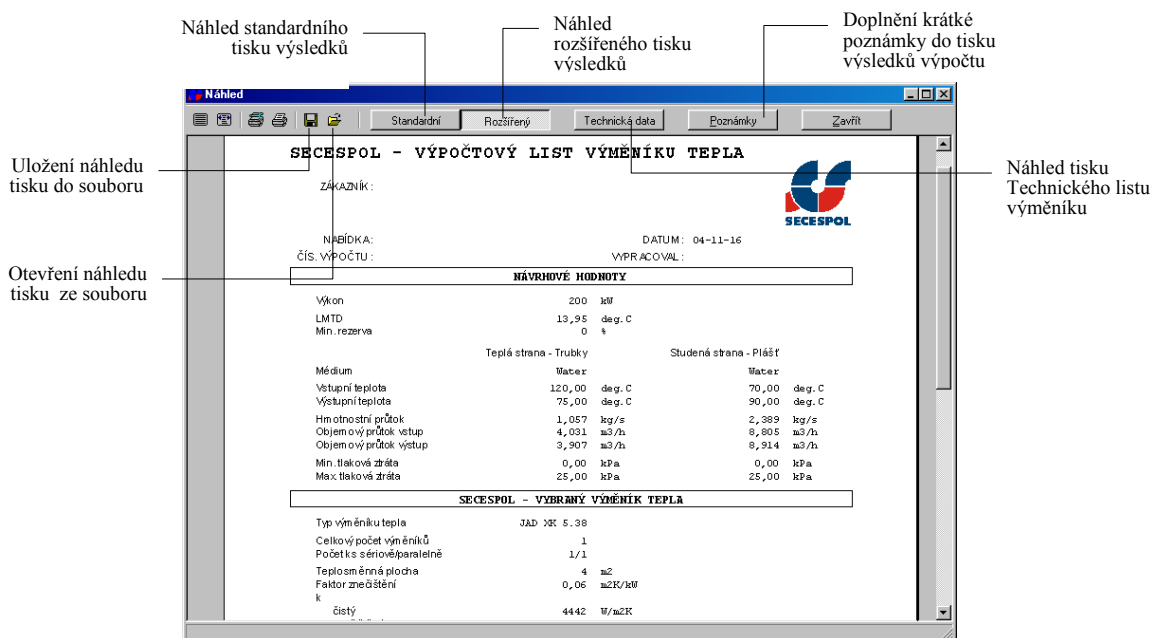 Náhled standardního
tisku výsledků
Náhled
rozšířeného tisku
výsledků
Doplnění krátké
poznámky do tisku
výsledků výpočtu
Náhled
Standardní
Rozšířený
Technická data
Poznámky
Zavřít
Uložení náhledu
tisku do souboru
Otevření náhledu
tisku ze souboru
Náhled tisku
Technického listu
výměníku
SECESPOL - VÝPOČTOVÝ LIST VÝMĚNÍKU TEPLA
ZÁKAZNÍK:
SECESPOL
NABÍDKA: DATUM: 04-11-16
ČÍS. VÝPOČTU: VYPRACOVAL:
NÁVRHOVÉ HODNOTY
Výkon 200 kW
LMTD 13,95 deg.C
Min.rezerva 0 %
Teplá strana - Trubky Studená strana - Plášť
Médium Water Water
Vstupní teplota 120,00 deg.C 70,00 deg.C
Výstupní teplota 75,00 deg.C 90,00 deg.C
Hmotnostní průtok 1,057 kg/s 2,389 kg/s
Objemový průtok vstup 4,031 m3/h 8,805 m3/h
Objemový průtok výstup 3,907 m3/h 8,914 m3/h
Min.tlaková ztráta 0,00 kPa 0,00 kPa
Max.tlaková ztráta 25,00 kPa 25,00 kPa
SECESPOL - VYBRANÝ VÝMĚNÍK TEPLA
Typ výměníku tepla JAD XK 5.38
Celkový počet výměníků 1
Počet ks sériově/paralelně 1/1
Teplosměnná plocha 4 m2
Faktor znečištění 0,06 m2K/kW
k
čistý 4442 W/m2K